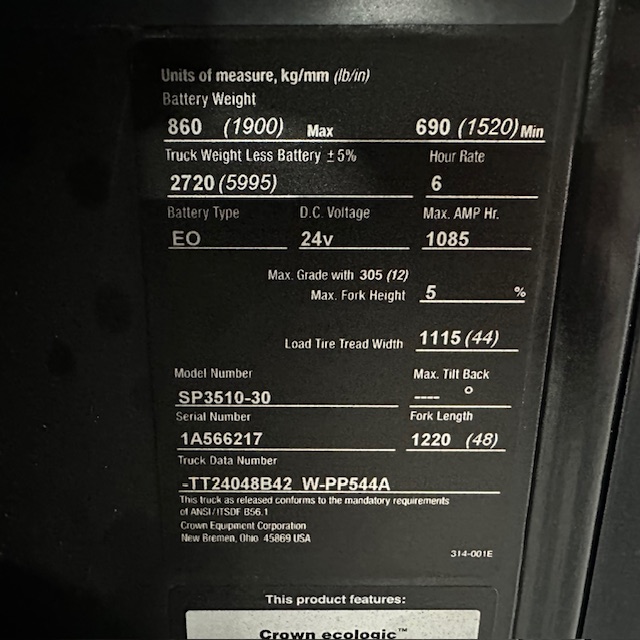 Units of measure, kg/mm (lb/in)
Battery Weight
860 (1900) Max 690 (1520) Min
Truck Weight Less Battery ±5% Hour Rate
2720 (5995) 6
Battery Type D.C. Voltage Max. AMP Hr.
EO 24v 1085
Max. Grade with 305 (12)
Max. Fork Height 5 %
Load Tire Tread Width 1115 (44)
Model Number Max. Tilt Back
SP3510-30 ---- °
Serial Number Fork Length
1A566217 1220 (48)
Truck Data Number
-TT24048B42 W-PP544A
This truck as released conforms to the mandatory requirements
of ANSI/ITSDF B56.1
Crown Equipment Corporation
New Bremen, Ohio 45869 USA
314-001E
This product features:
Crown ecologic™